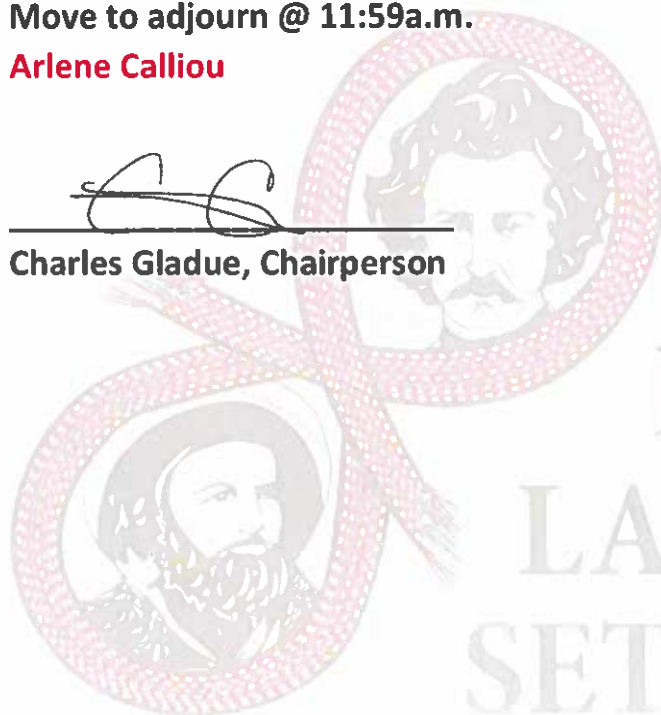 Move to adjourn @ 11:59a.m.
Arlene Calliou
Charles Gladue, Chairperson
LA
SET